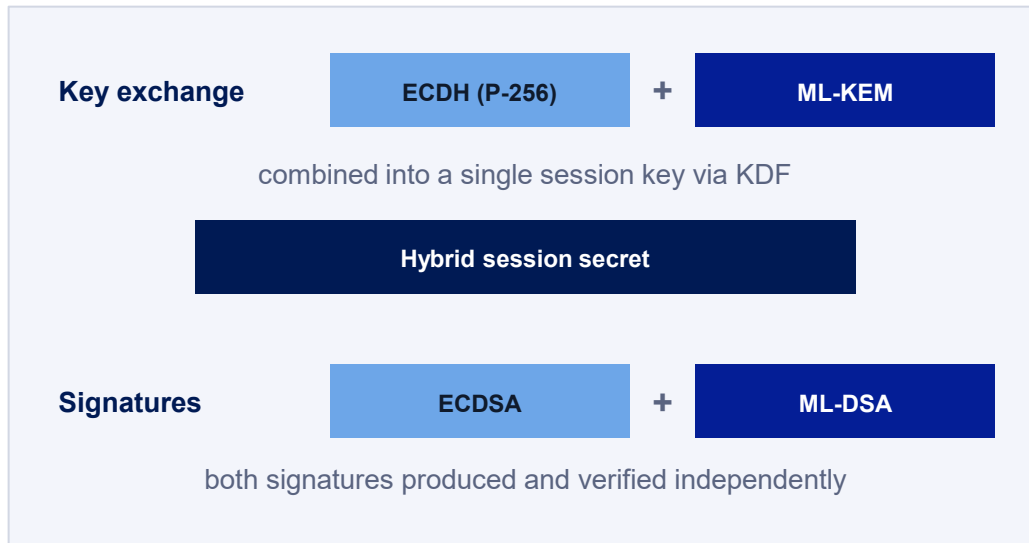 Key exchange ECDH (P-256) + ML-KEM
combined into a single session key via KDF
Hybrid session secret
Signatures ECDSA + ML-DSA
both signatures produced and verified independently